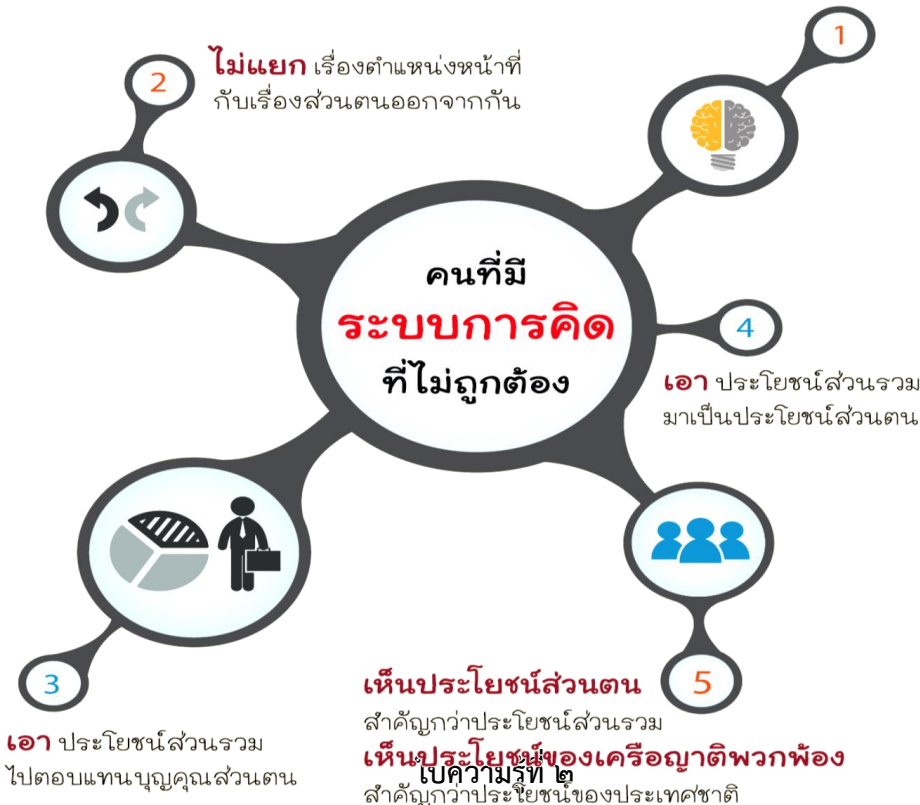 1
2
ไม่แยก เรื่องตำแหน่งหน้าที่
กับเรื่องส่วนตนออกจากกัน
คนที่มี
ระบบการคิด
ที่ไม่ถูกต้อง
4
เอา ประโยชน์ส่วนรวม
มาเป็นประโยชน์ส่วนตน
3
เอา ประโยชน์ส่วนรวม
ไปตอบแทนบุญคุณส่วนตน
5
เห็นประโยชน์ส่วนตน
สำคัญกว่าประโยชน์ส่วนรวม
เห็นประโยชน์ของเครือญาติพวกพ้อง
ใบความรู้ที่ ๒
สำคัญกว่าประโยชน์ของประเทศชาติ